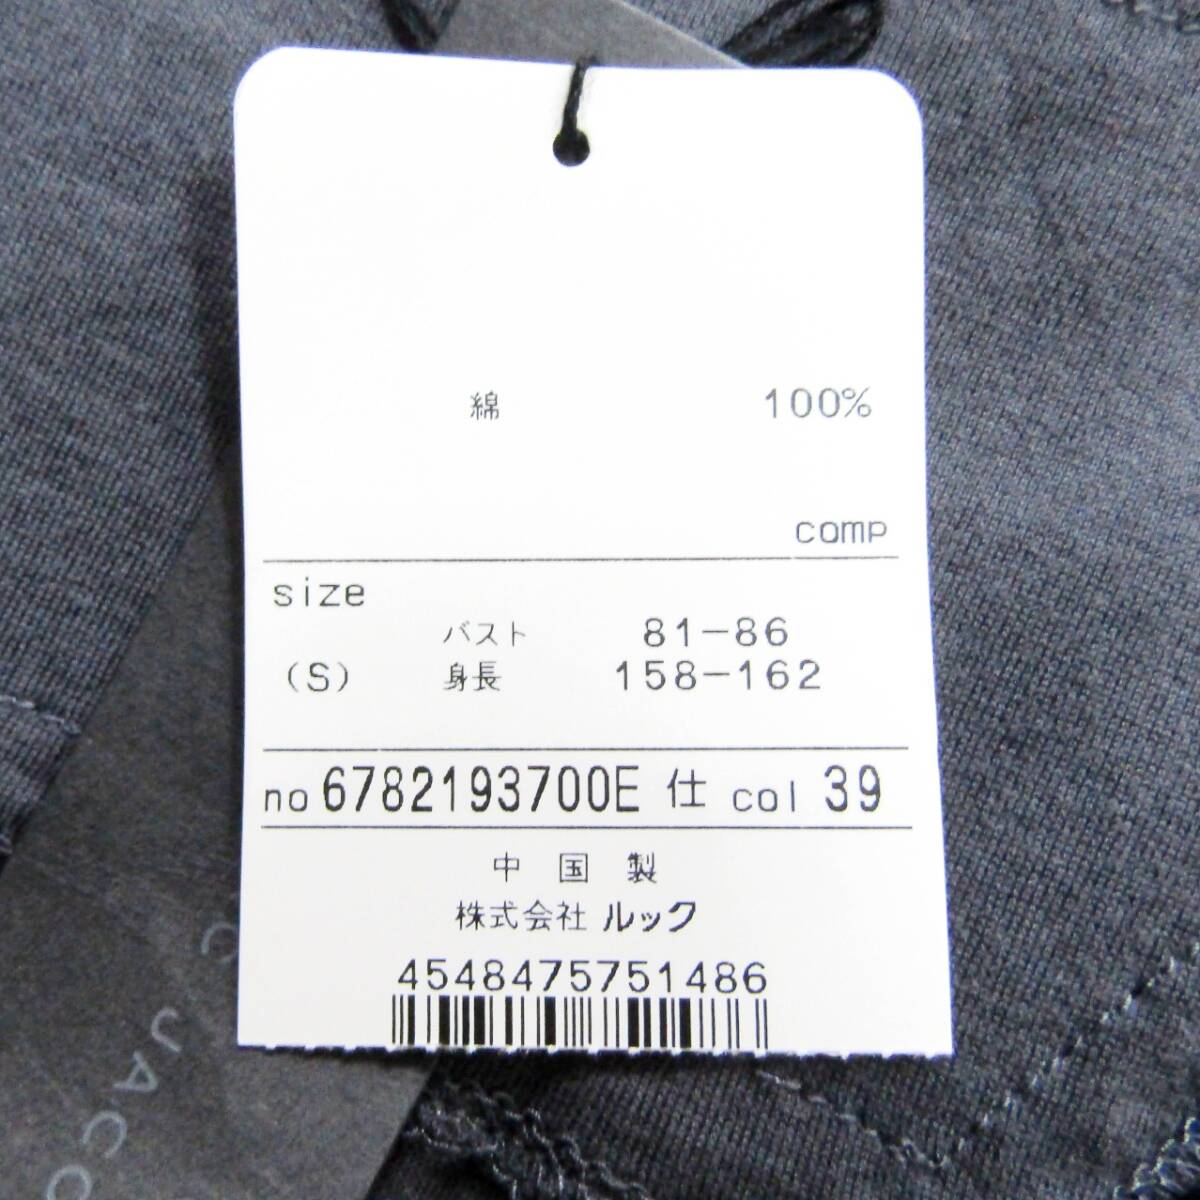 綿 100%
comp
size
バスト 81-86
(S) 身長 158-162
no 6782193700E 仕 col 39
中国製
株式会社 ルック
4548475751486
C JACO